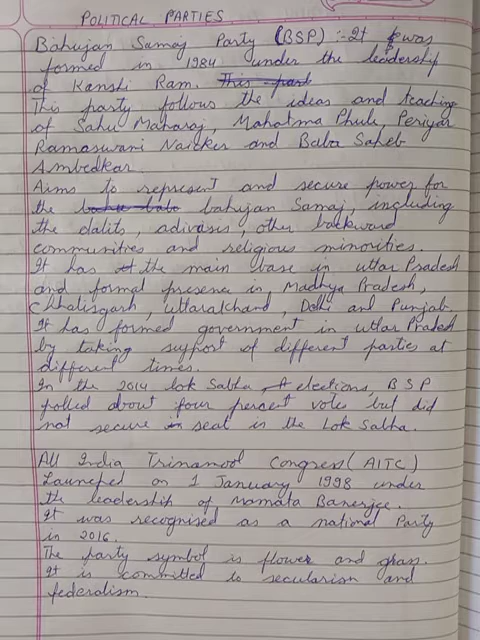 POLITICAL PARTIES
Bahujan Samaj Party (BSP) :- It was
formed in 1984 under the leadership
of Kanshi Ram. This part
This party follows the ideas and teaching
of Sahu Maharaj, Mahatma Phule, Periyar
Ramaswani Naicker and Baba Saheb
Ambedkar.
Aims to represent and secure power for
the bahujan Samaj, including
the dalits, adivasis, other backward
communities and religious minorities.
It has the main base in uttar Pradesh
and formal presence in, Madhya Pradesh,
Chhatisgarh, uttarakhand, Delhi and Punjab.
It has formed government in uttar Pradesh
by taking support of different parties at
different times.
In the 2014 lok Sabha elections, BSP
polled about four percent votes but did
not secure in seat in the Lok Sabha.
All India Trinamool Congress (AITC)
Launched on 1 January 1998 under
the leadership of Mamata Banerjee.
It was recognised as a national Party
in 2016.
The party symbol is flower and grass.
It is committed to secularism and
federalism.